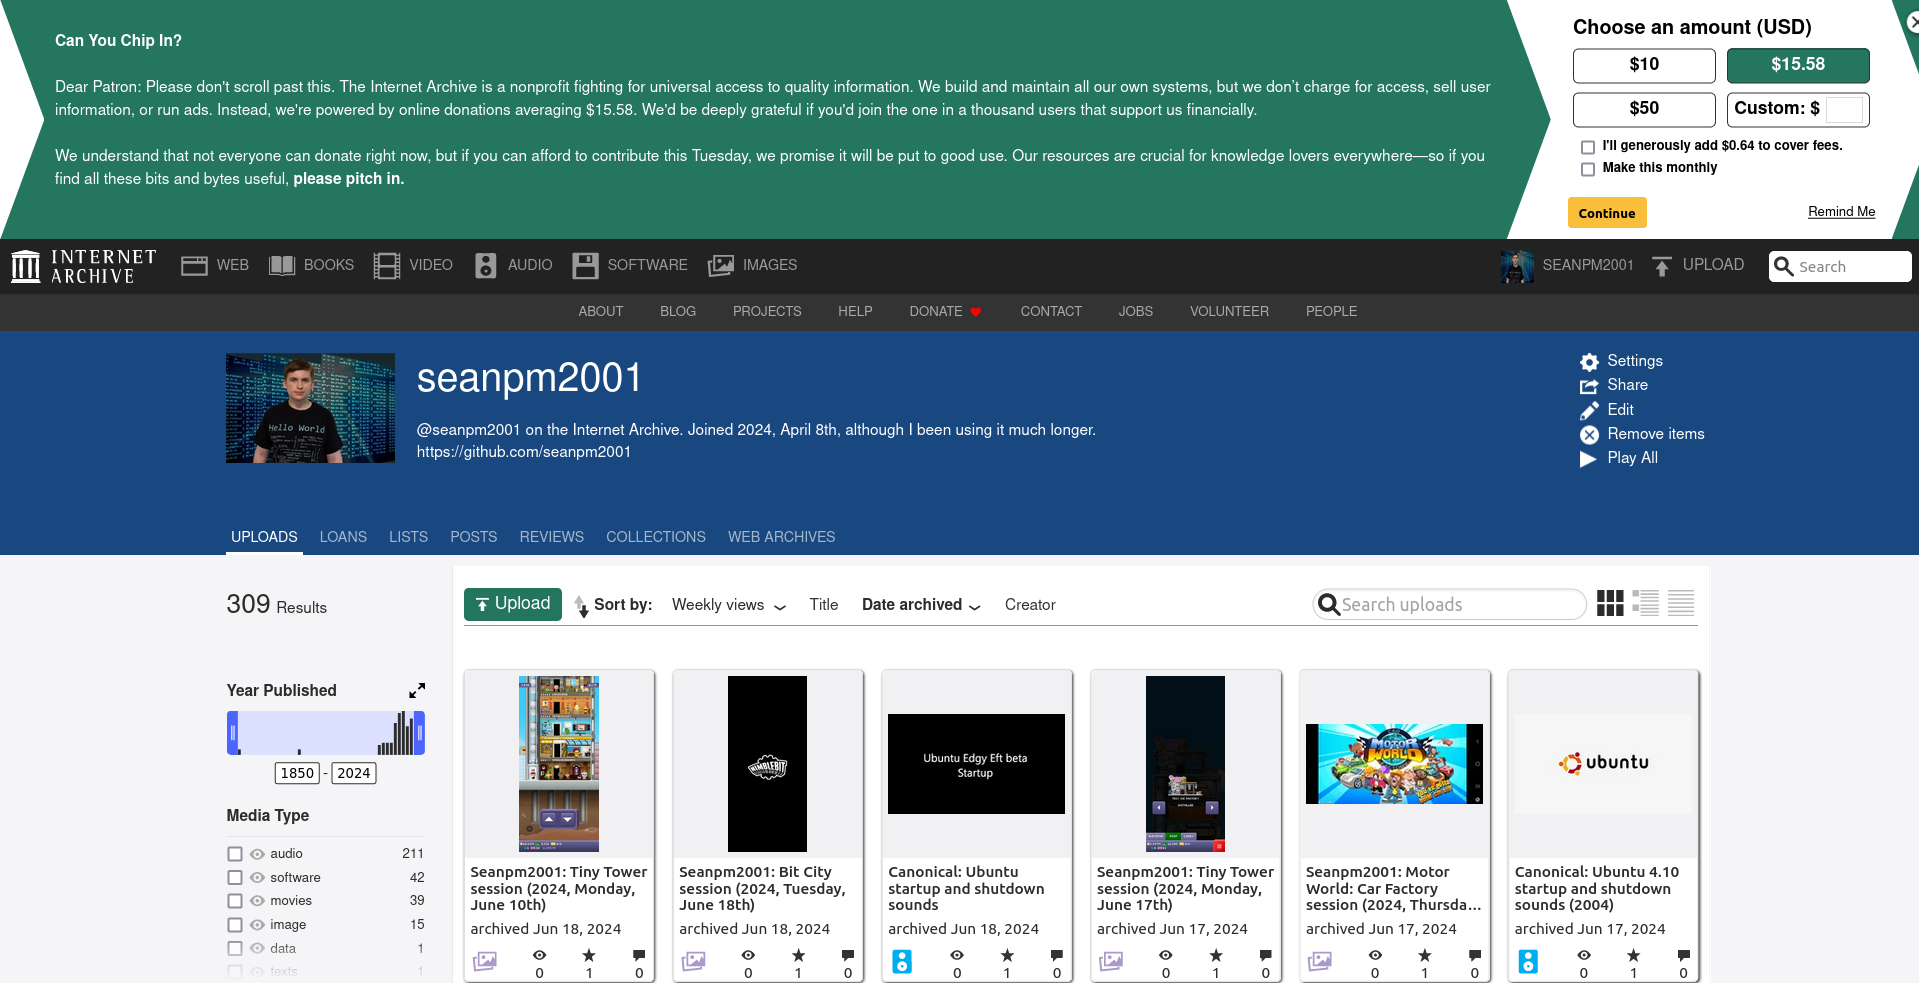 Can You Chip In?
Dear Patron: Please don't scroll past this. The Internet Archive is a nonprofit fighting for universal access to quality information. We build and maintain all our own systems, but we don’t charge for access, sell user
information, or run ads. Instead, we're powered by online donations averaging $15.58. We'd be deeply grateful if you'd join the one in a thousand users that support us financially.
We understand that not everyone can donate right now, but if you can afford to contribute this Tuesday, we promise it will be put to good use. Our resources are crucial for knowledge lovers everywhere—so if you
find all these bits and bytes useful, please pitch in.
Choose an amount (USD)
$10 $15.58
$50 Custom: $
I'll generously add $0.64 to cover fees.
Make this monthly
Continue Remind Me
INTERNET
ARCHIVE
WEB BOOKS VIDEO AUDIO SOFTWARE IMAGES
SEANPM2001 UPLOAD Search
ABOUT BLOG PROJECTS HELP DONATE CONTACT JOBS VOLUNTEER PEOPLE
Hello World
seanpm2001
@seanpm2001 on the Internet Archive. Joined 2024, April 8th, although I been using it much longer.
https://github.com/seanpm2001
Settings
Share
Edit
Remove items
Play All
UPLOADS LOANS LISTS POSTS REVIEWS COLLECTIONS WEB ARCHIVES
309 Results
Year Published
1850 - 2024
Media Type
audio 211
software 42
movies 39
image 15
data 1
texts 1
Upload Sort by: Weekly views Title Date archived Creator
Search uploads
Seanpm2001: Tiny Tower
session (2024, Monday,
June 10th)
archived Jun 18, 2024
0 1 0
NIMBLEBIT
Seanpm2001: Bit City
session (2024, Tuesday,
June 18th)
archived Jun 18, 2024
0 1 0
Ubuntu Edgy Eft beta
Startup
Canonical: Ubuntu
startup and shutdown
sounds
archived Jun 18, 2024
0 1 0
Seanpm2001: Tiny Tower
session (2024, Monday,
June 17th)
archived Jun 17, 2024
0 1 0
MOTOR
WORLD
Seanpm2001: Motor
World: Car Factory
session (2024, Thursda...
archived Jun 17, 2024
0 1 0
ubuntu
Canonical: Ubuntu 4.10
startup and shutdown
sounds (2004)
archived Jun 17, 2024
0 1 0